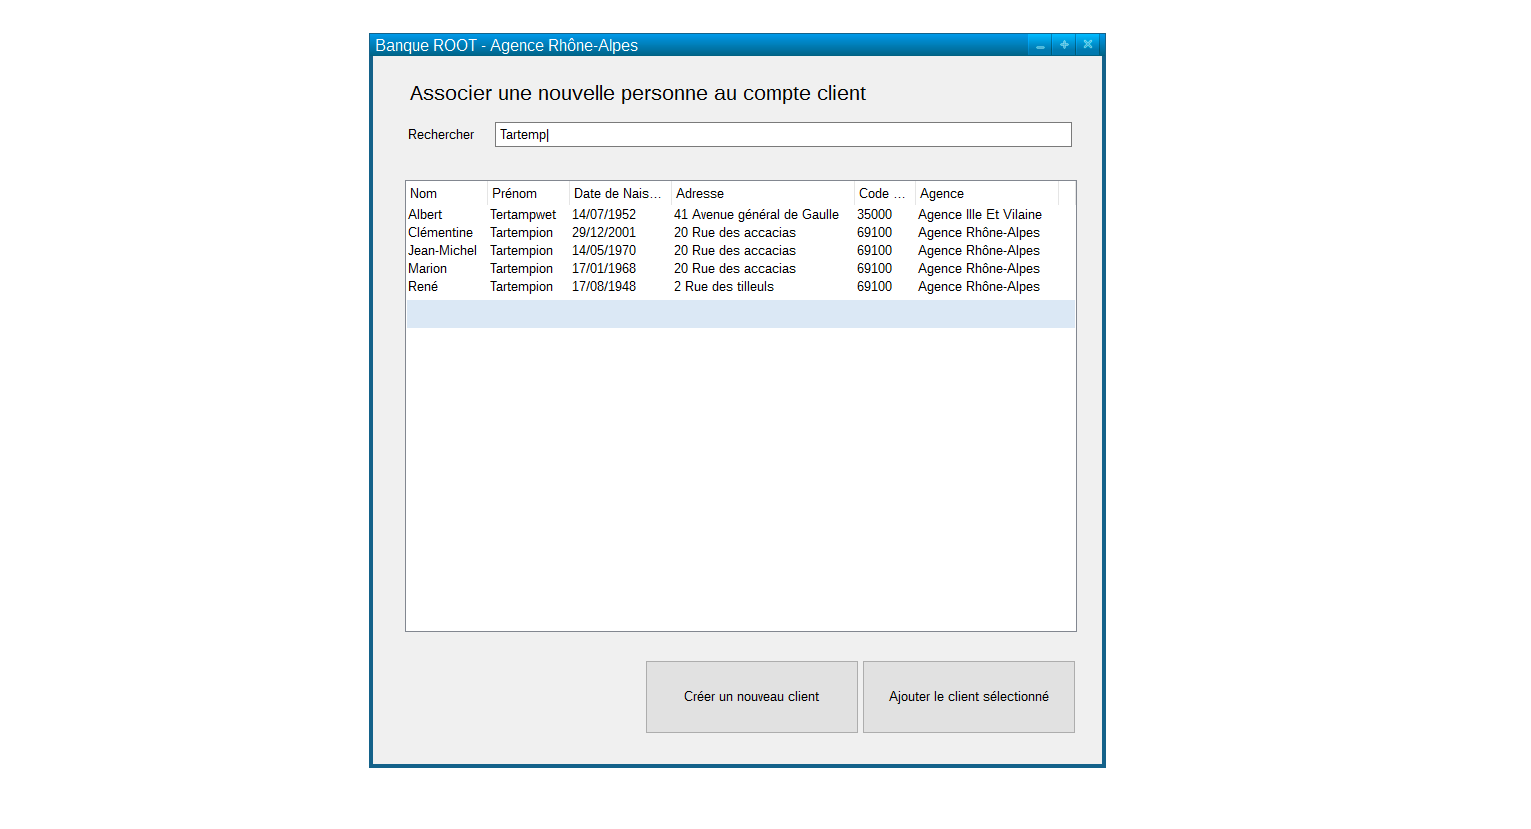 Banque ROOT - Agence Rhône-Alpes
Associer une nouvelle personne au compte client
Rechercher Tartemp
Nom Prénom Date de Nais... Adresse Code ... Agence
Albert Tertampwet 14/07/1952 41 Avenue général de Gaulle 35000 Agence Ille Et Vilaine
Clémentine Tartempion 29/12/2001 20 Rue des accacias 69100 Agence Rhône-Alpes
Jean-Michel Tartempion 14/05/1970 20 Rue des accacias 69100 Agence Rhône-Alpes
Marion Tartempion 17/01/1968 20 Rue des accacias 69100 Agence Rhône-Alpes
René Tartempion 17/08/1948 2 Rue des tilleuls 69100 Agence Rhône-Alpes
Créer un nouveau client Ajouter le client sélectionné